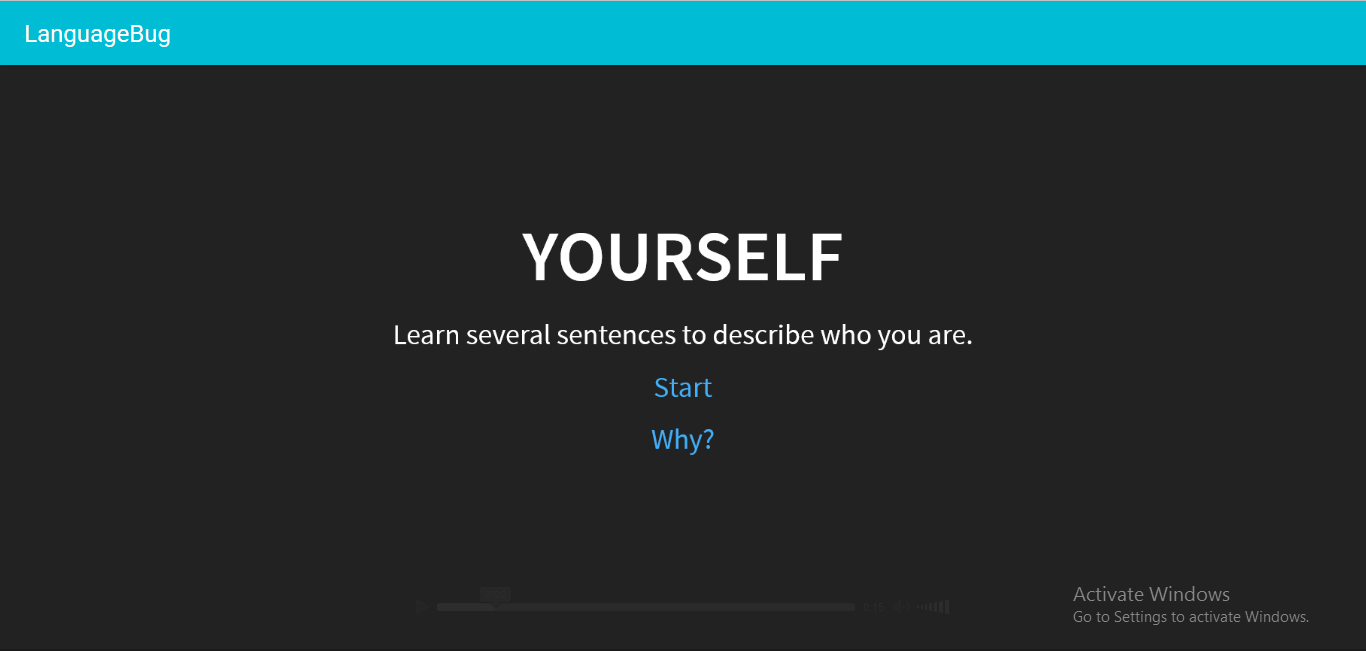 LanguageBug
YOURSELF
Learn several sentences to describe who you are.
Start
Why?
Activate Windows
Go to Settings to activate Windows.